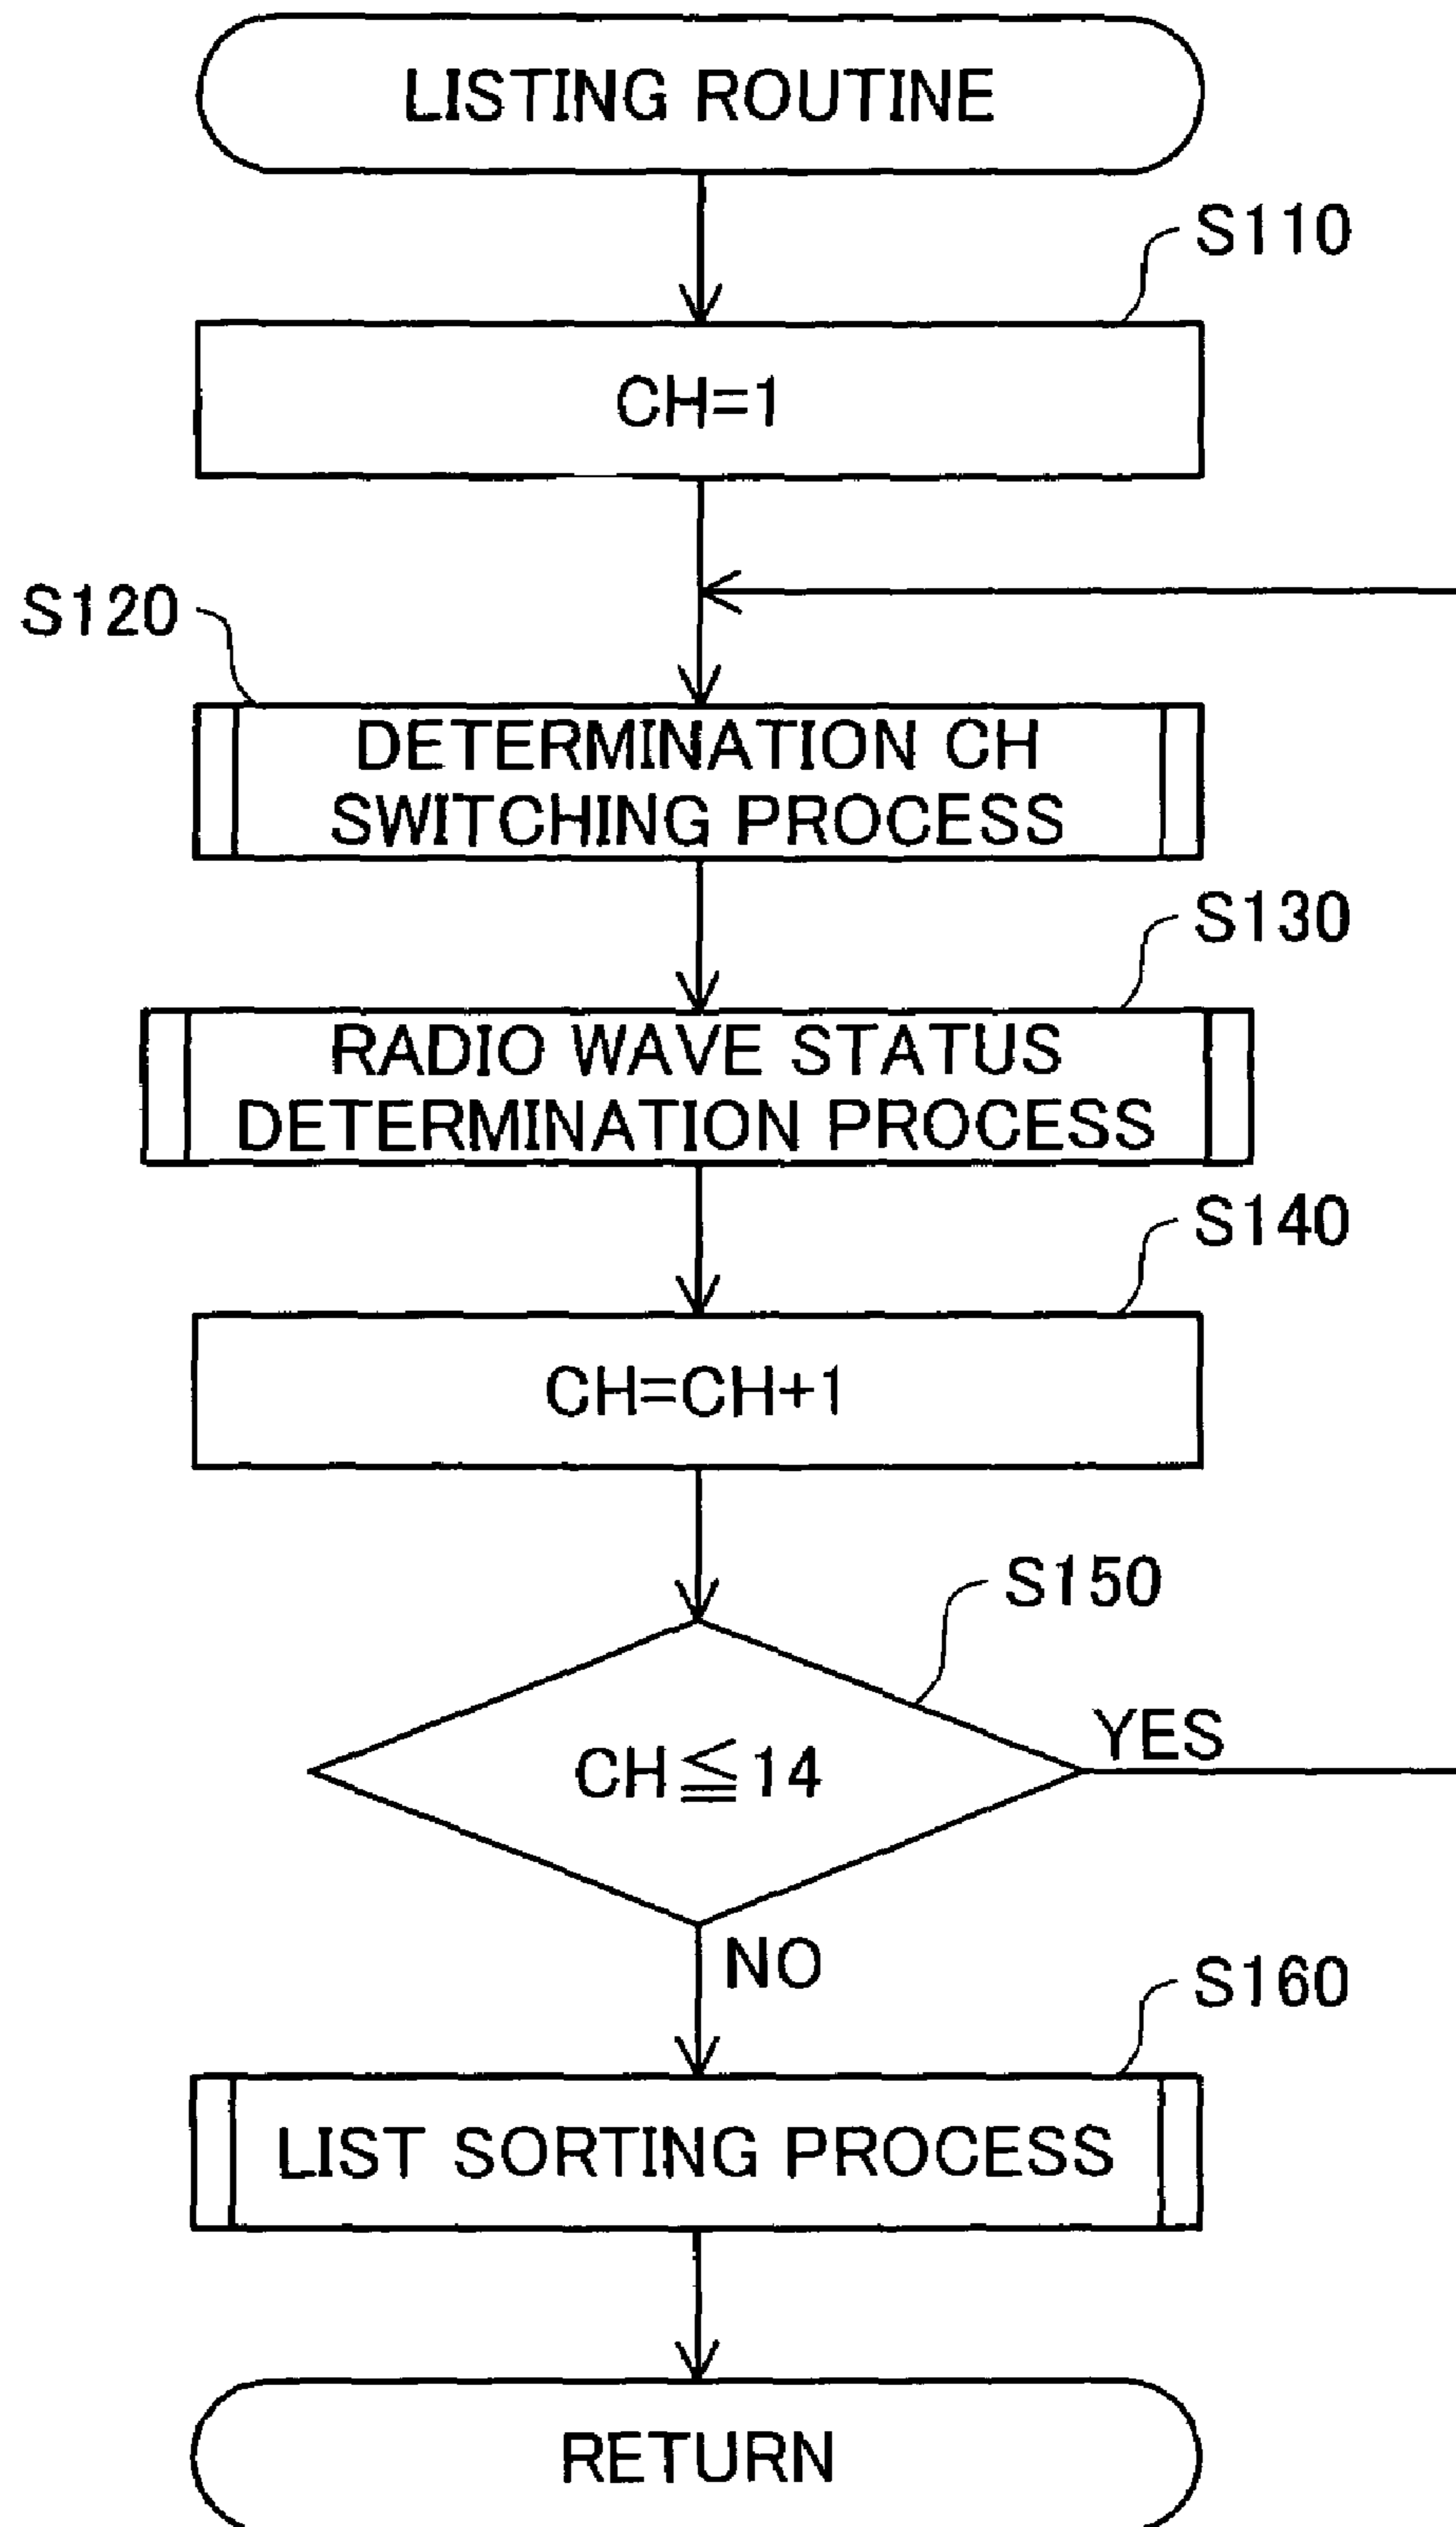 LISTING ROUTINE
S110
CH=1
S120
DETERMINATION CH
SWITCHING PROCESS
S130
RADIO WAVE STATUS
DETERMINATION PROCESS
S140
CH=CH+1
S150
CH≦14
YES
NO
S160
LIST SORTING PROCESS
RETURN